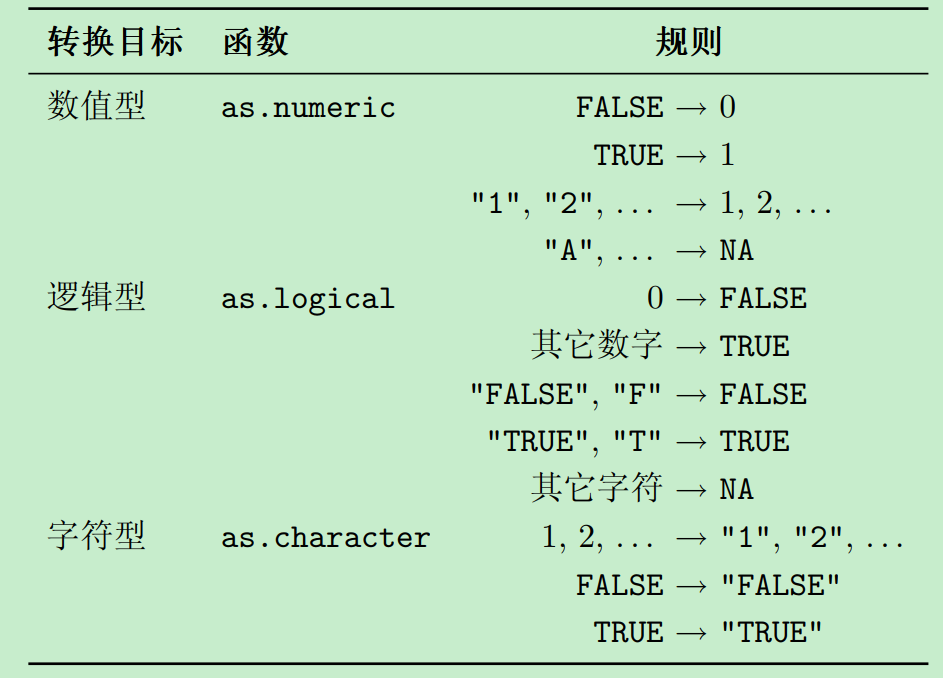 转换目标 函数 规则
数值型 as.numeric FALSE → 0
TRUE → 1
"1", "2", ... → 1, 2, ...
"A", ... → NA
逻辑型 as.logical 0 → FALSE
其它数字 → TRUE
"FALSE", "F" → FALSE
"TRUE", "T" → TRUE
其它字符 → NA
字符型 as.character 1, 2, ... → "1", "2", ...
FALSE → "FALSE"
TRUE → "TRUE"